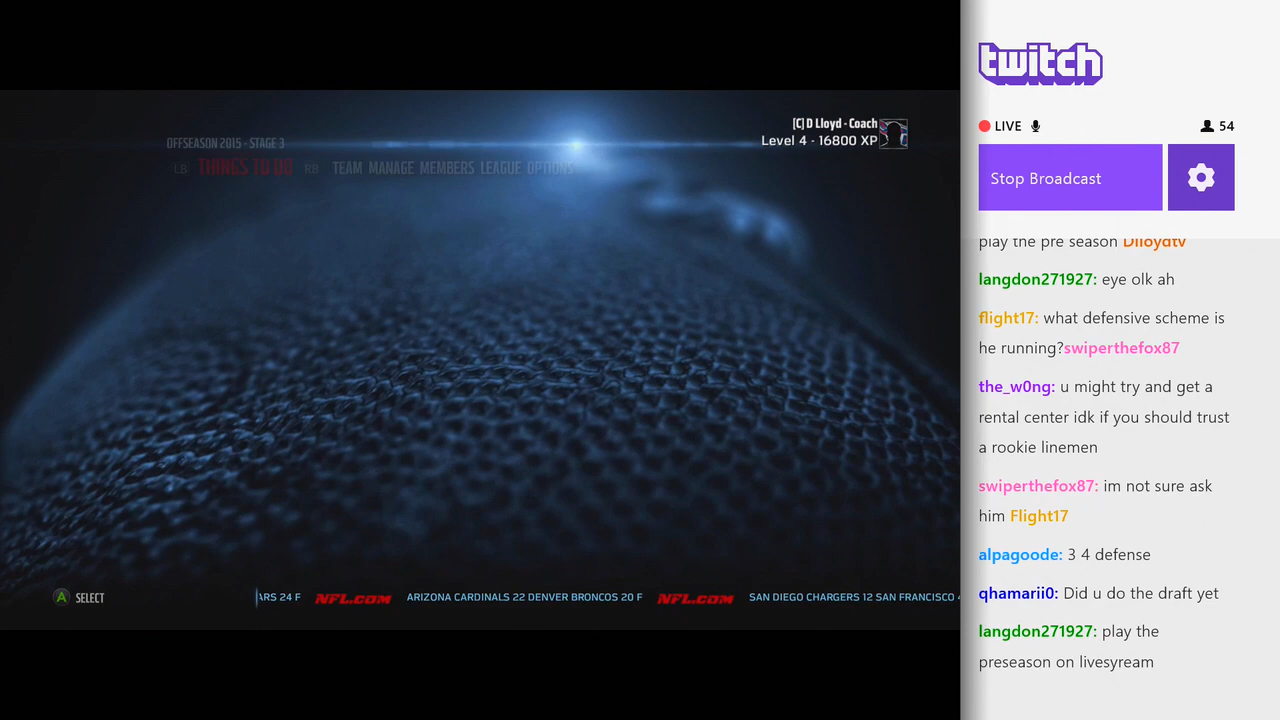 OFFSEASON 2015 - STAGE 3
LB THINGS TO DO RB TEAM MANAGE MEMBERS LEAGUE OPTIONS
[C] D Lloyd - Coach
Level 4 - 16800 XP
A SELECT
ARS 24 F NFL.COM ARIZONA CARDINALS 22 DENVER BRONCOS 20 F NFL.COM SAN DIEGO CHARGERS 12 SAN FRANCISCO
twitch
LIVE 54
Stop Broadcast
play the pre season Dlloydtv
langdon271927: eye olk ah
flight17: what defensive scheme is
he running?swiperthefox87
the_w0ng: u might try and get a
rental center idk if you should trust
a rookie linemen
swiperthefox87: im not sure ask
him Flight17
alpagoode: 3 4 defense
qhamarii0: Did u do the draft yet
langdon271927: play the
preseason on livesyream